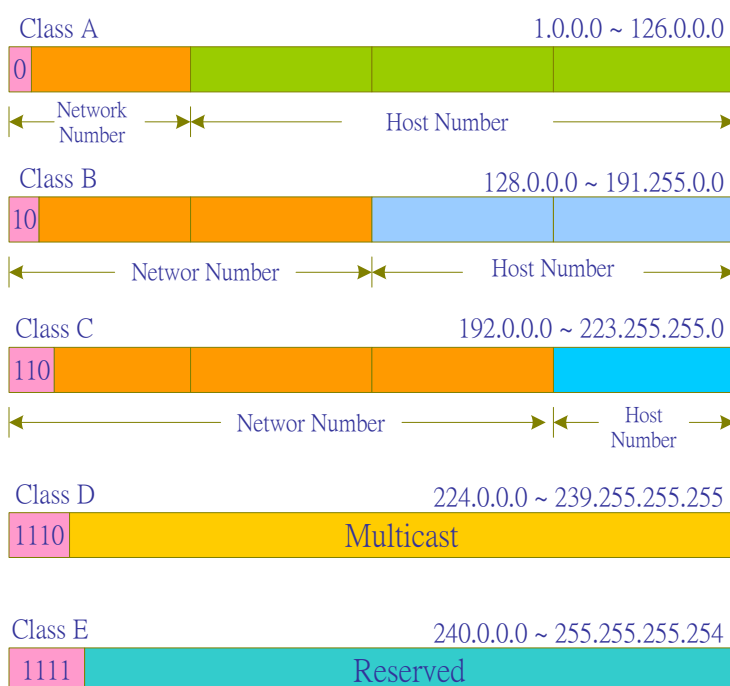 Class A 1.0.0.0 ~ 126.0.0.0
0
Network
Number
Host Number
Class B 128.0.0.0 ~ 191.255.0.0
10
Networ Number Host Number
Class C 192.0.0.0 ~ 223.255.255.0
110
Networ Number
Host
Number
Class D 224.0.0.0 ~ 239.255.255.255
1110 Multicast
Class E 240.0.0.0 ~ 255.255.255.254
1111 Reserved